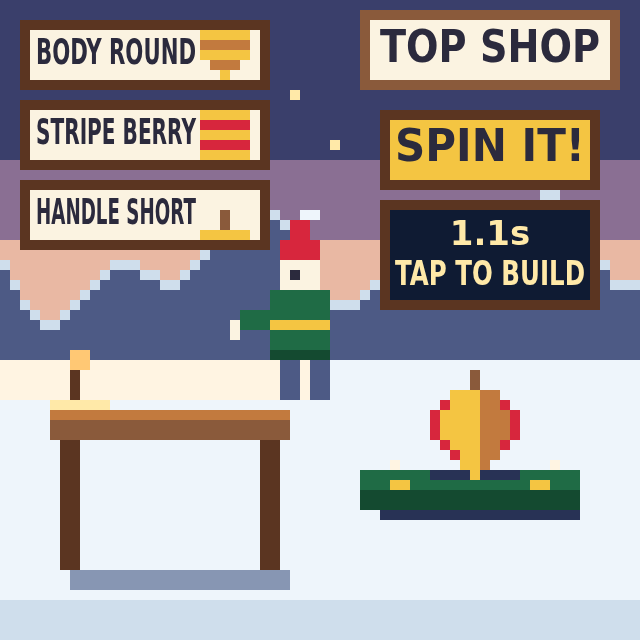 BODY ROUND
STRIPE BERRY
HANDLE SHORT
TOP SHOP
SPIN IT!
1.1s
TAP TO BUILD